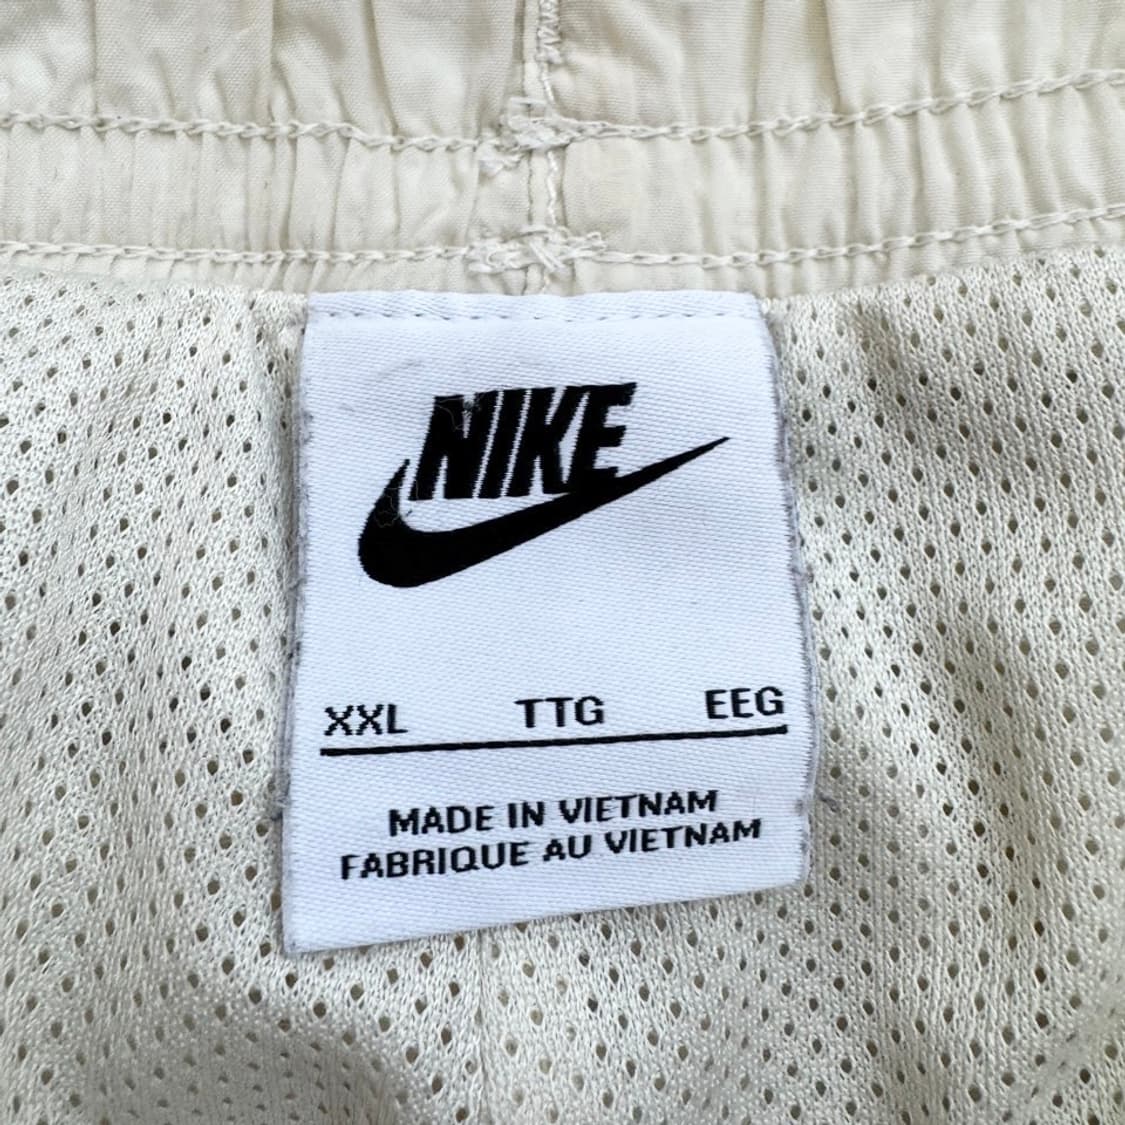 NIKE
XXL TTG EEG
MADE IN VIETNAM
FABRIQUE AU VIETNAM